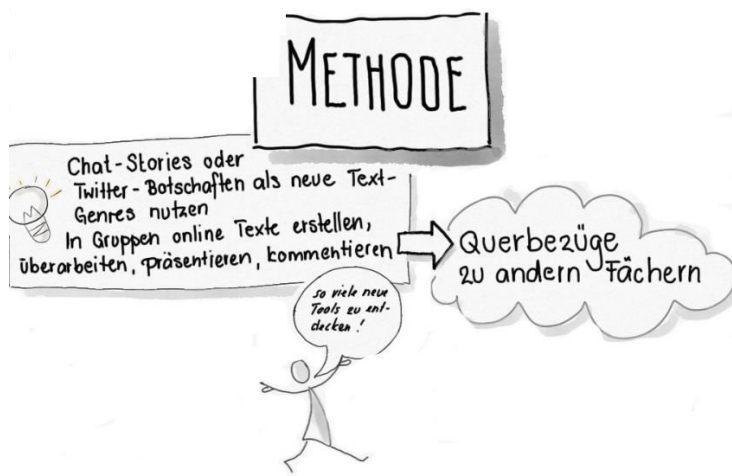 METHODE
Chat-Stories oder
Twitter-Botschaften als neue Text-
Genres nutzen
In Gruppen online Texte erstellen,
überarbeiten, präsentieren, kommentieren
Querbezüge
zu andern Fächern
so viele neue
Tools zu ent-
decken!